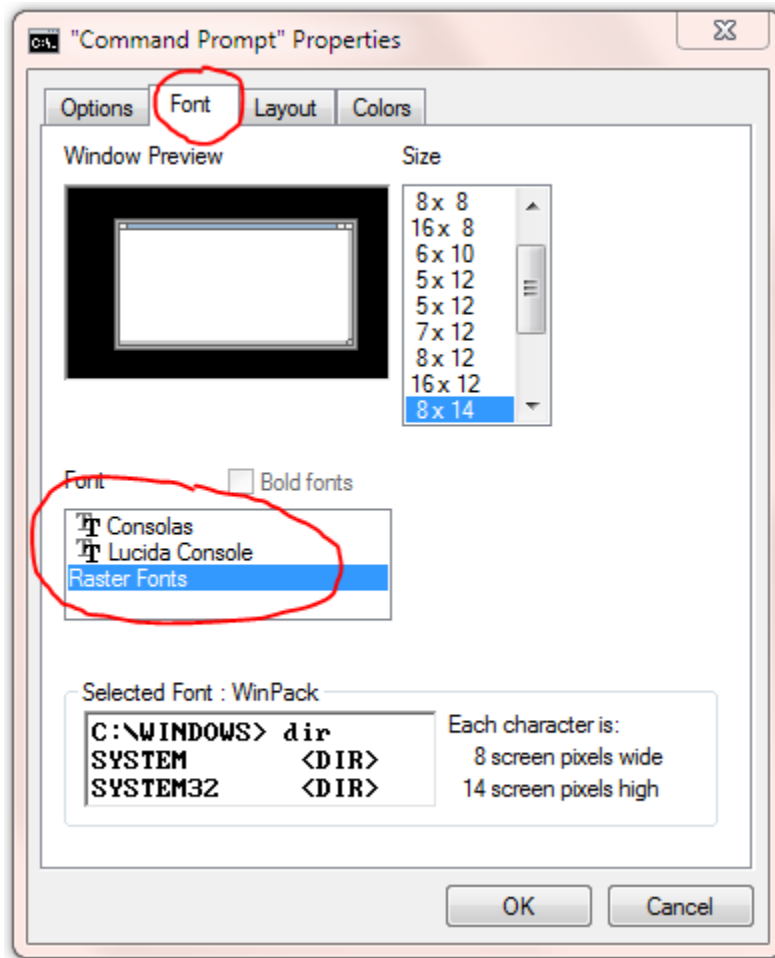 C:\. "Command Prompt" Properties
Options Font Layout Colors
Window Preview
Size
8 x 8
16 x 8
6 x 10
5 x 12
5 x 12
7 x 12
8 x 12
16 x 12
8 x 14
Font
Bold fonts
Consolas
Lucida Console
Raster Fonts
Selected Font : WinPack
C:\WINDOWS> dir
SYSTEM <DIR>
SYSTEM32 <DIR>
Each character is:
8 screen pixels wide
14 screen pixels high
OK Cancel